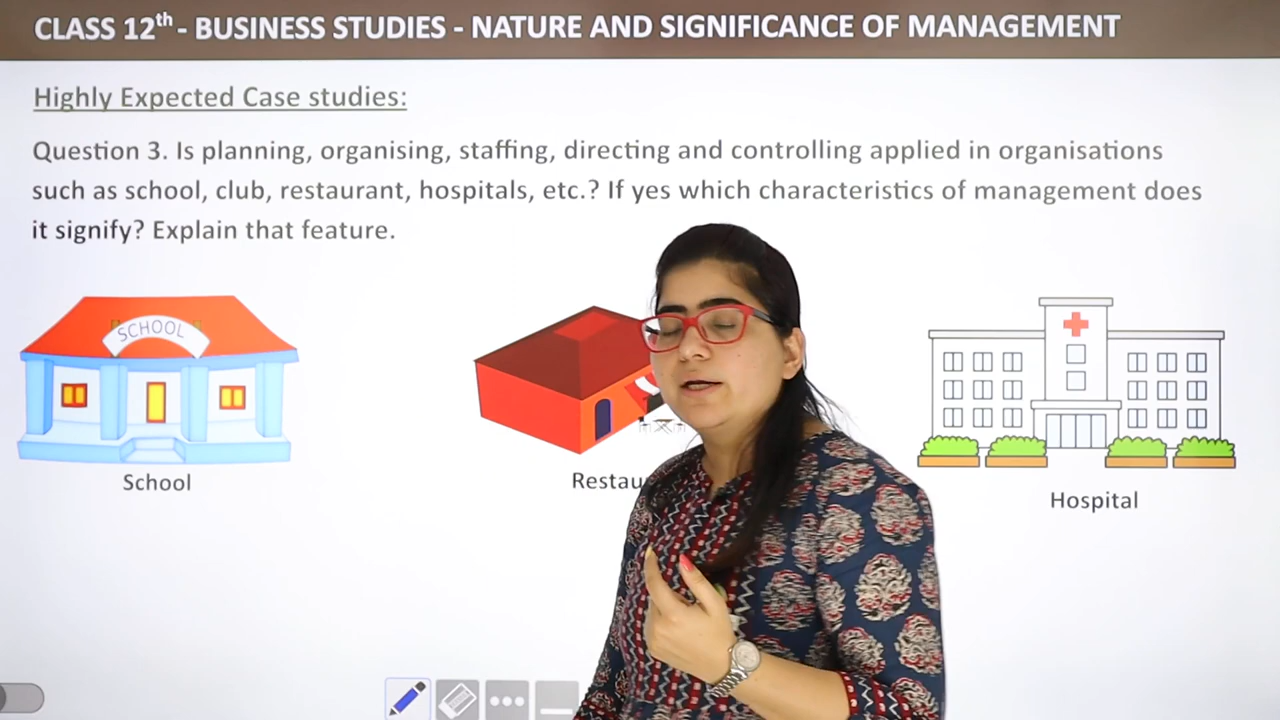 CLASS 12th - BUSINESS STUDIES - NATURE AND SIGNIFICANCE OF MANAGEMENT
Highly Expected Case studies:
Question 3. Is planning, organising, staffing, directing and controlling applied in organisations
such as school, club, restaurant, hospitals, etc.? If yes which characteristics of management does
it signify? Explain that feature.
SCHOOL
School
Restau
Hospital